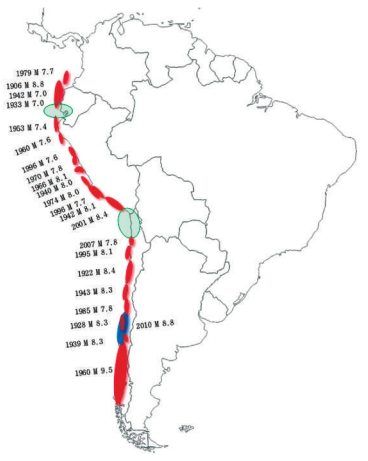 1979 M 7.7
1906 M 8.8
1942 M 7.0
1933 M 7.0
1953 M 7.4
1960 M 7.6
1996 M 7.6
1970 M 7.8
1966 M 8.1
1940 M 8.0
1974 M 8.0
1996 M 7.7
1942 M 8.1
2001 M 8.4
2007 M 7.8
1995 M 8.1
1922 M 8.4
1943 M 8.3
1985 M 7.8
1928 M 8.3
2010 M 8.8
1939 M 8.3
1960 M 9.5